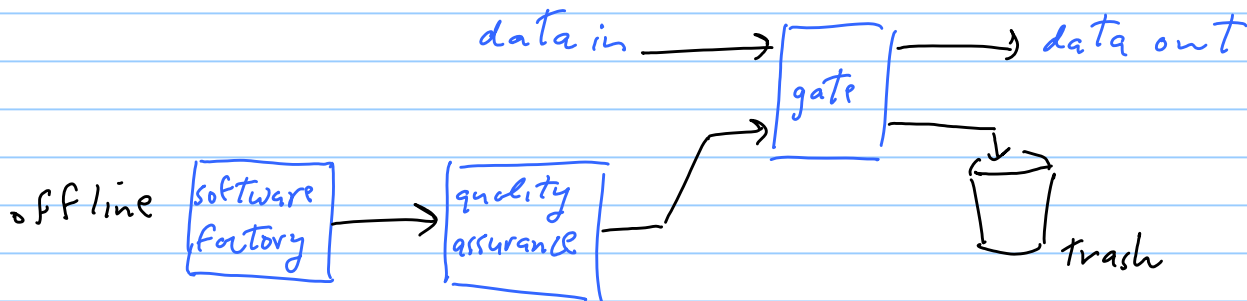 data in
data out
gate
offline
software
factory
quality
assurance
trash